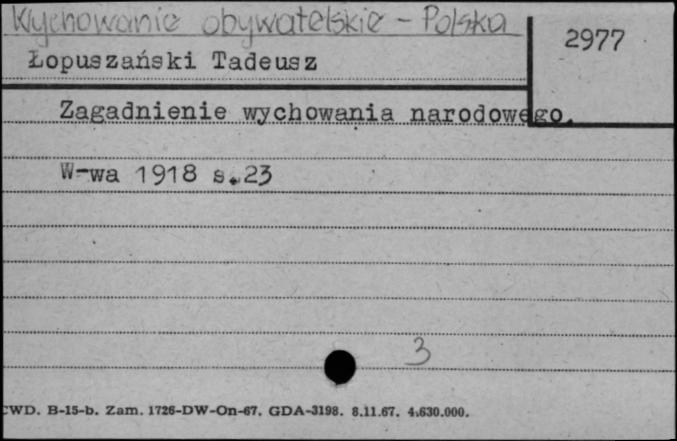 Wychowanie obywatelskie - Polska
2977
Łopuszański Tadeusz
Zagadnienie wychowania narodowego.
W-wa 1918 s.23
3
CWD. B-15-b. Zam. 1726-DW-On-67. GDA-3198. 8.11.67. 4.630.000.